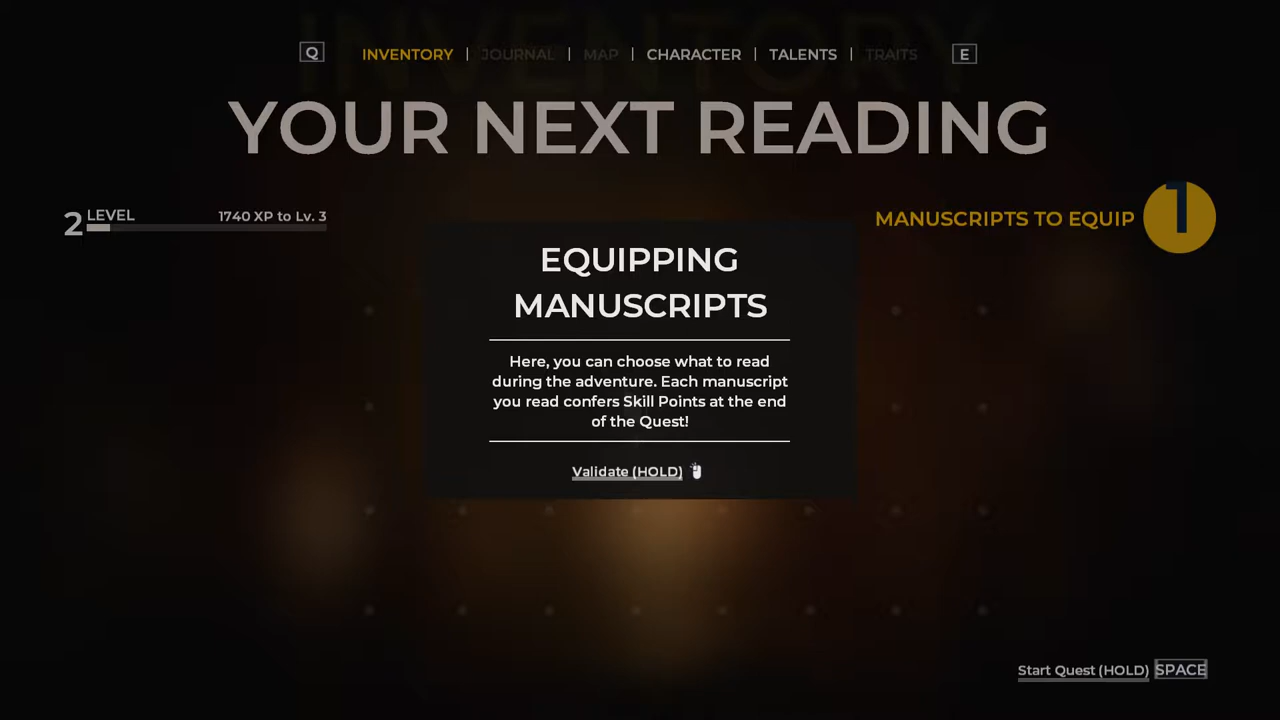 INVENTORY
Q INVENTORY | JOURNAL | MAP | CHARACTER | TALENTS | TRAITS E
YOUR NEXT READING
2 LEVEL 1740 XP to Lv. 3
MANUSCRIPTS TO EQUIP 1
EQUIPPING
MANUSCRIPTS
Here, you can choose what to read
during the adventure. Each manuscript
you read confers Skill Points at the end
of the Quest!
Validate (HOLD)
Start Quest (HOLD) SPACE